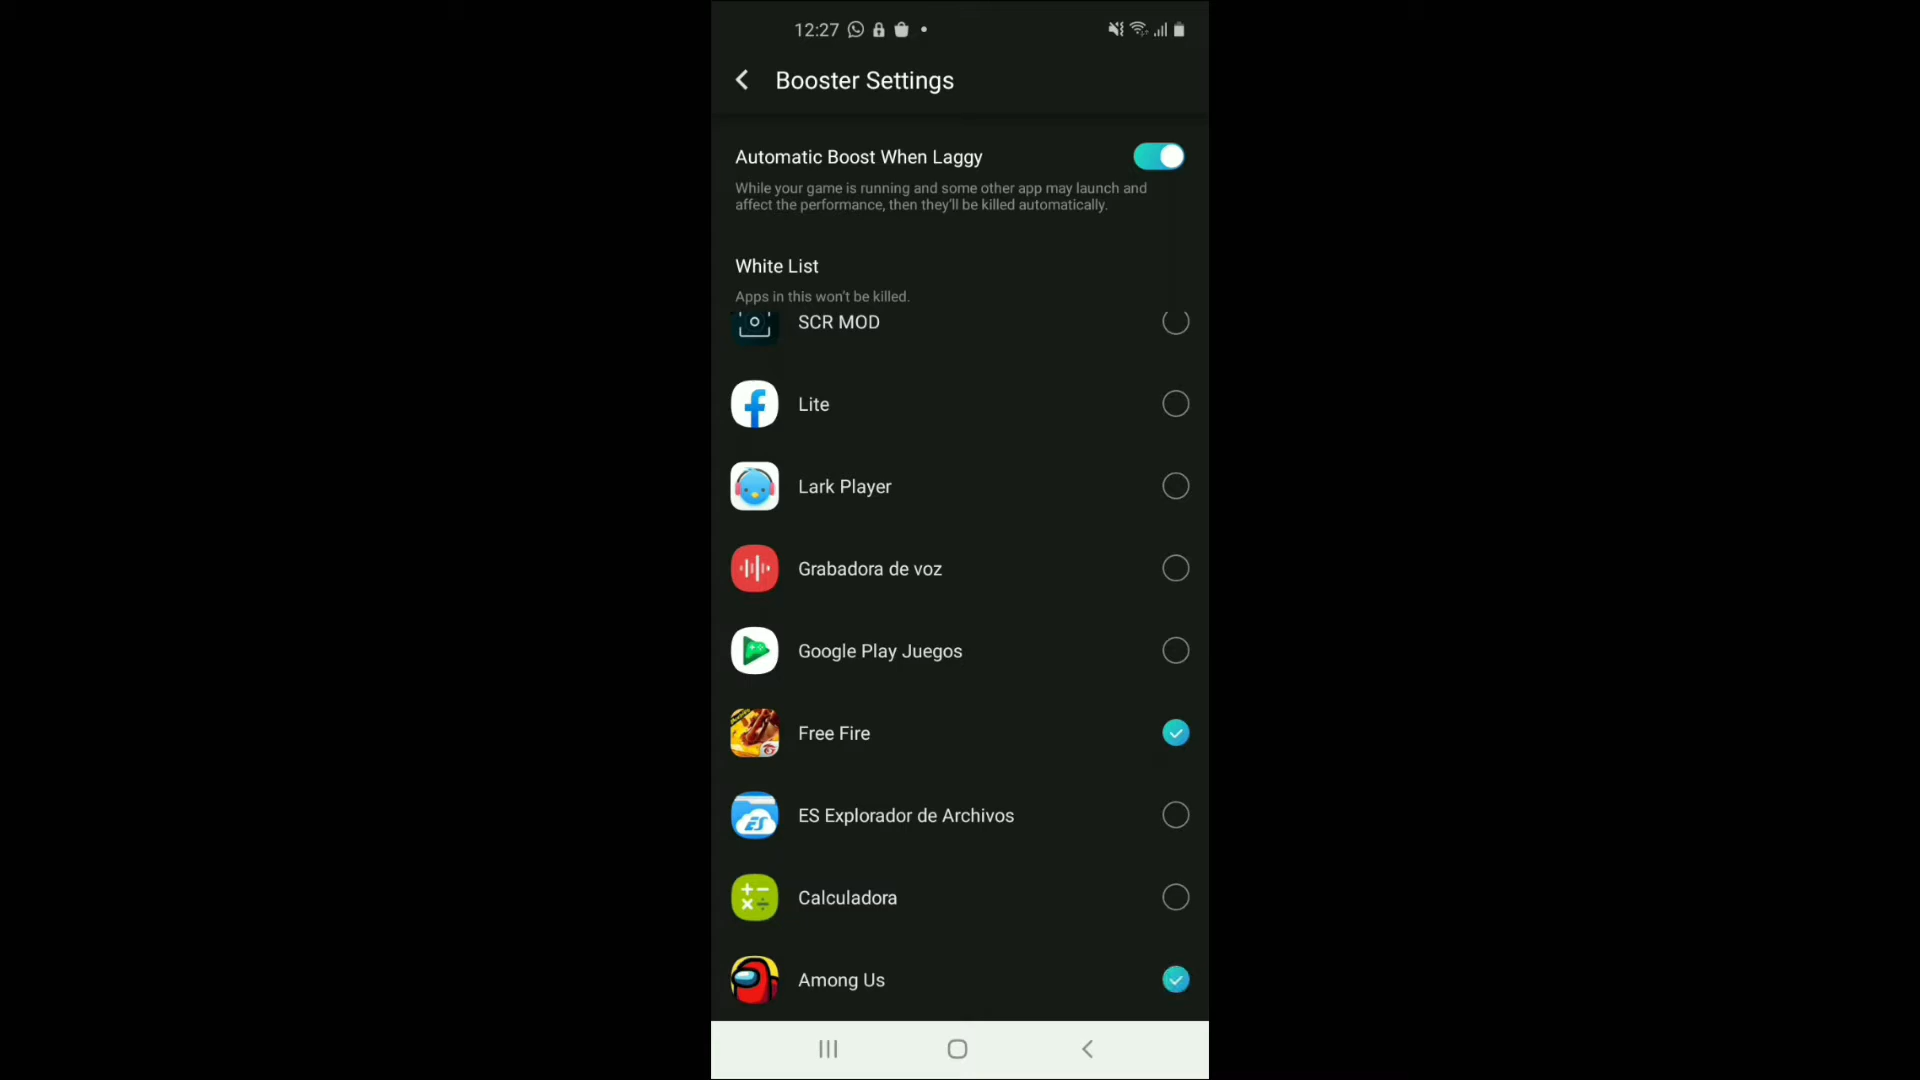 12:27
Booster Settings
Automatic Boost When Laggy
While your game is running and some other app may launch and
affect the performance, then they'll be killed automatically.
White List
Apps in this won't be killed.
SCR MOD
Lite
Lark Player
Grabadora de voz
Google Play Juegos
Free Fire
ES Explorador de Archivos
Calculadora
Among Us